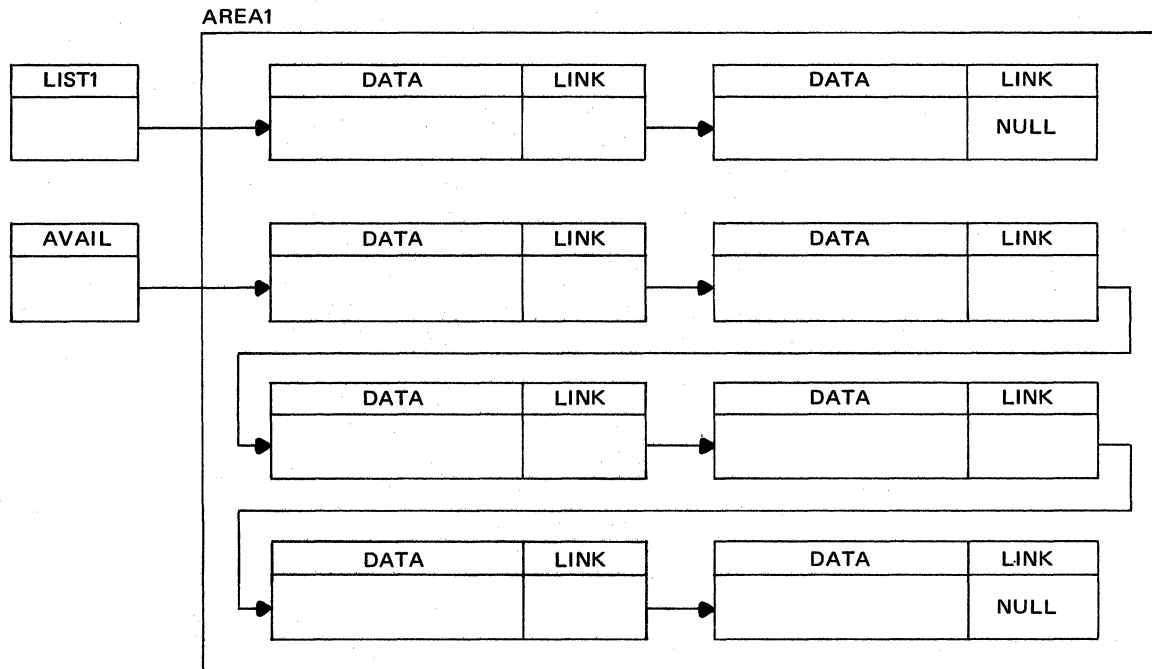 AREA1
LIST1 DATA LINK DATA LINK
NULL
AVAIL DATA LINK DATA LINK
DATA LINK DATA LINK
DATA LINK DATA LINK
NULL